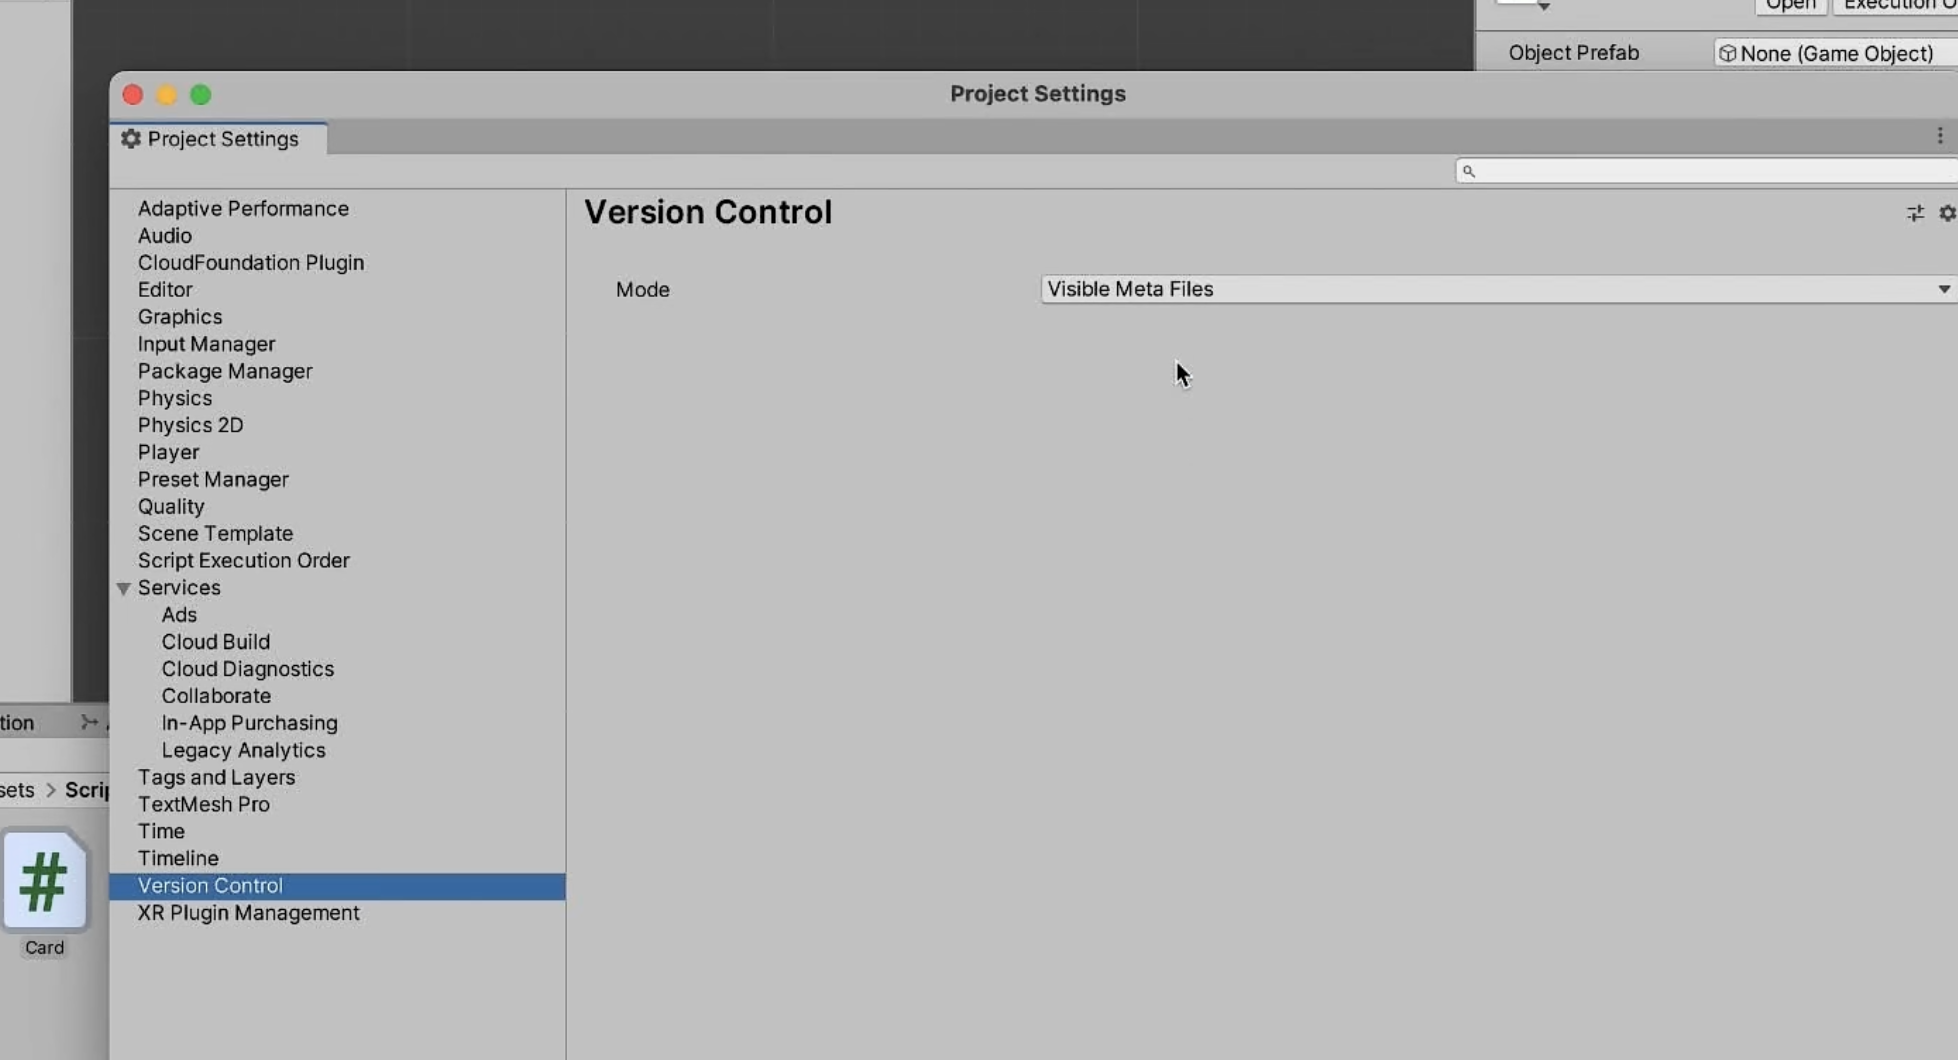 Open
Object Prefab
None (Game Object)
Project Settings
Project Settings
Adaptive Performance
Audio
CloudFoundation Plugin
Editor
Graphics
Input Manager
Package Manager
Physics
Physics 2D
Player
Preset Manager
Quality
Scene Template
Script Execution Order
Services
Ads
Cloud Build
Cloud Diagnostics
Collaborate
In-App Purchasing
Legacy Analytics
Tags and Layers
TextMesh Pro
Time
Timeline
Version Control
XR Plugin Management
Version Control
Mode
Visible Meta Files
tion
sets > Scrip
#
Card